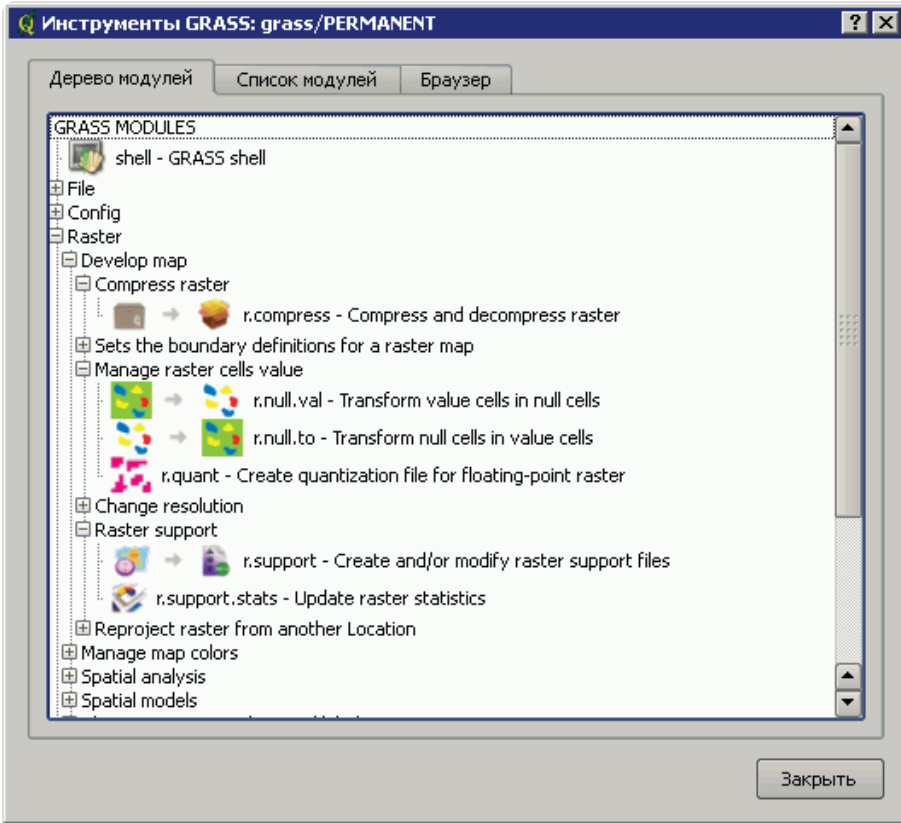 Инструменты GRASS: grass/PERMANENT
Дерево модулей Список модулей Браузер
GRASS MODULES
shell - GRASS shell
File
Config
Raster
Develop map
Compress raster
r.compress - Compress and decompress raster
Sets the boundary definitions for a raster map
Manage raster cells value
r.null.val - Transform value cells in null cells
r.null.to - Transform null cells in value cells
r.quant - Create quantization file for floating-point raster
Change resolution
Raster support
r.support - Create and/or modify raster support files
r.support.stats - Update raster statistics
Reproject raster from another Location
Manage map colors
Spatial analysis
Spatial models
Закрыть